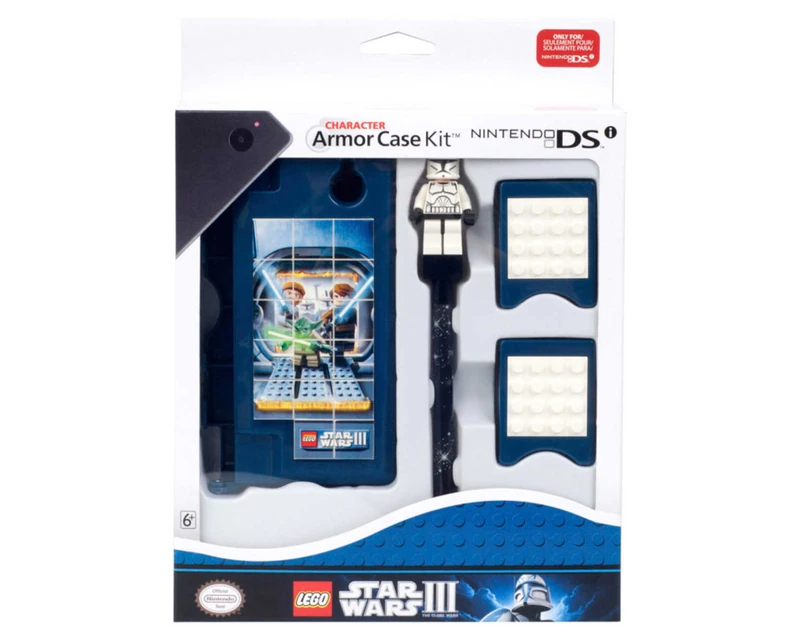 ONLY FOR/
SEULEMENT POUR/
SOLAMENTE PARA/
NINTENDO DSi
CHARACTER
Armor Case Kit™
NINTENDO DSi™
LEGO STAR WARS III
6+
Official
Nintendo
Seal
LEGO STAR WARS III
THE CLONE WARS